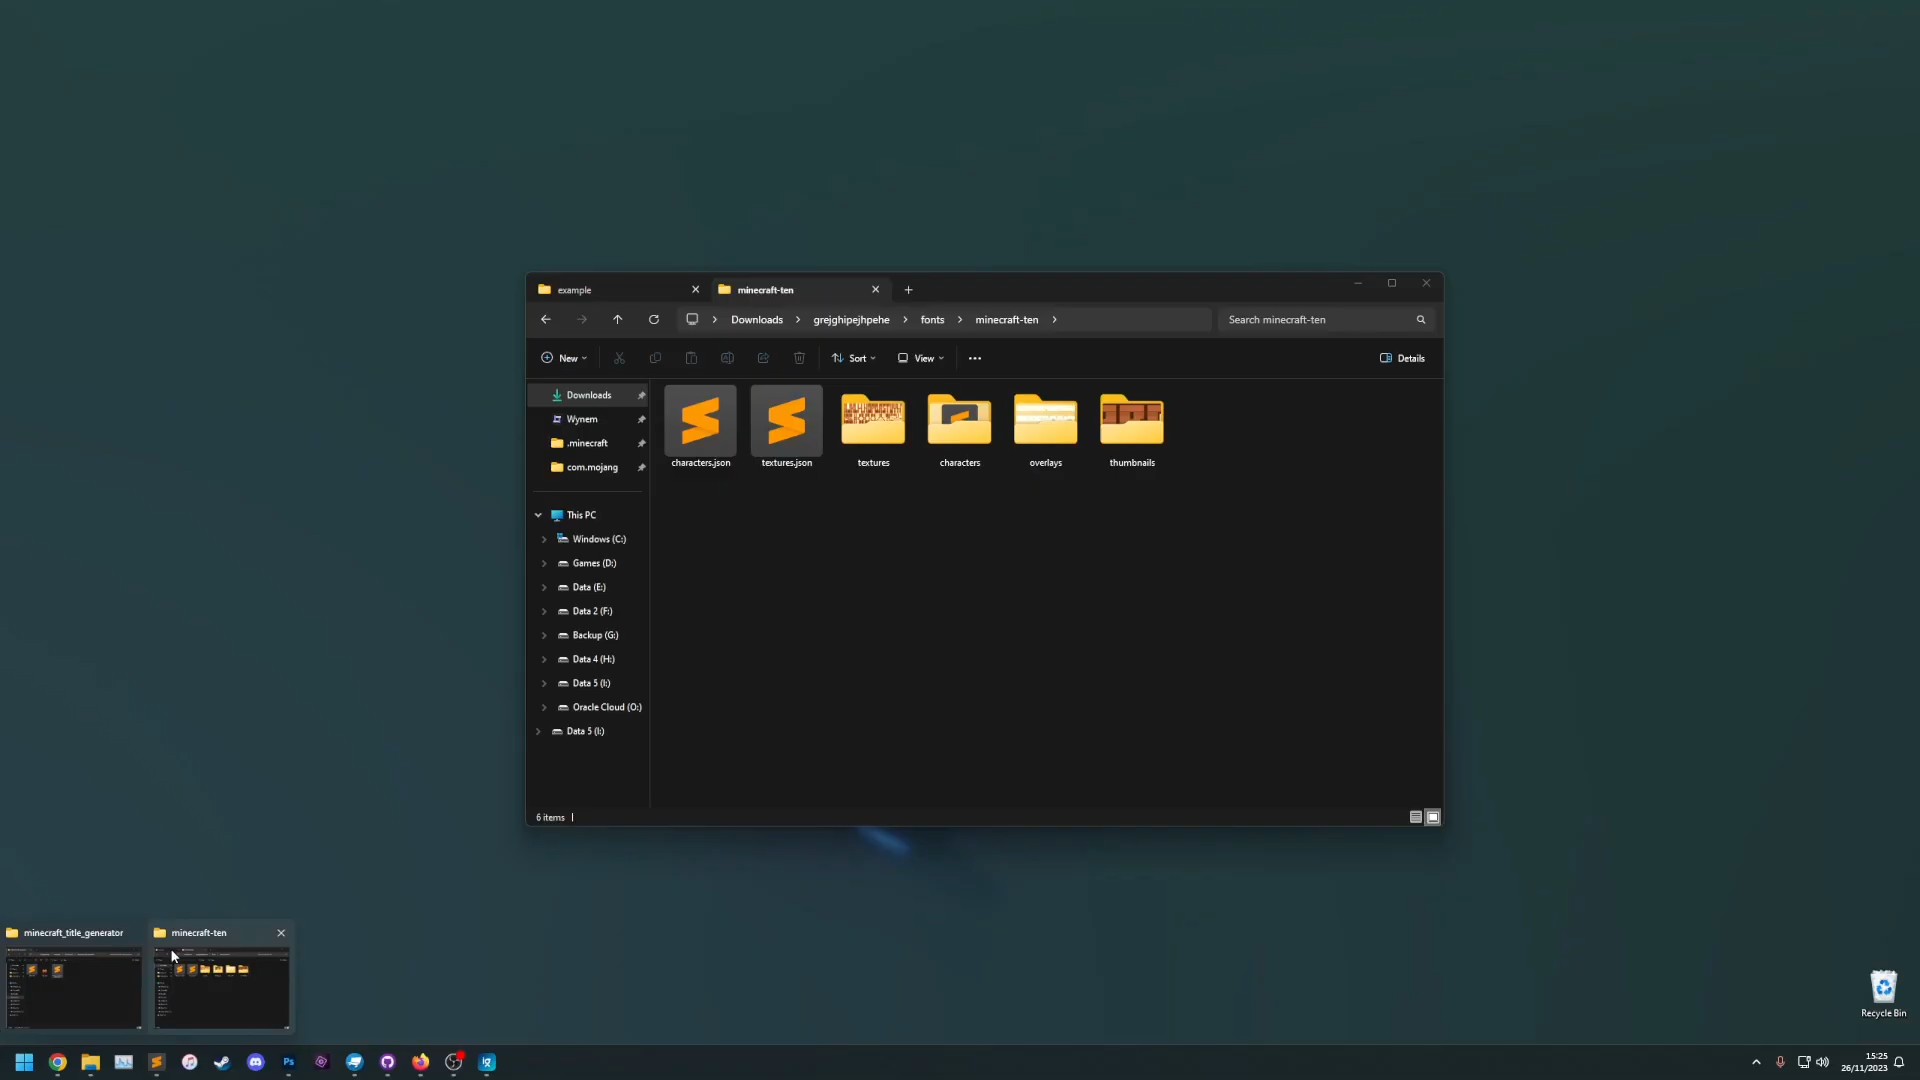 example
minecraft-ten
Downloads
grejghipejhpehe
fonts
minecraft-ten
Search minecraft-ten
New
Sort
View
Details
Downloads
Wynem
.minecraft
com.mojang
This PC
Windows (C:)
Games (D:)
Data (E:)
Data 2 (F:)
Backup (G:)
Data 4 (H:)
Data 5 (I:)
Oracle Cloud (O:)
Data 5 (I:)
characters.json
textures.json
textures
characters
overlays
thumbnails
6 items
minecraft_title_generator
minecraft-ten
Recycle Bin
Ps
15:25
26/11/2023